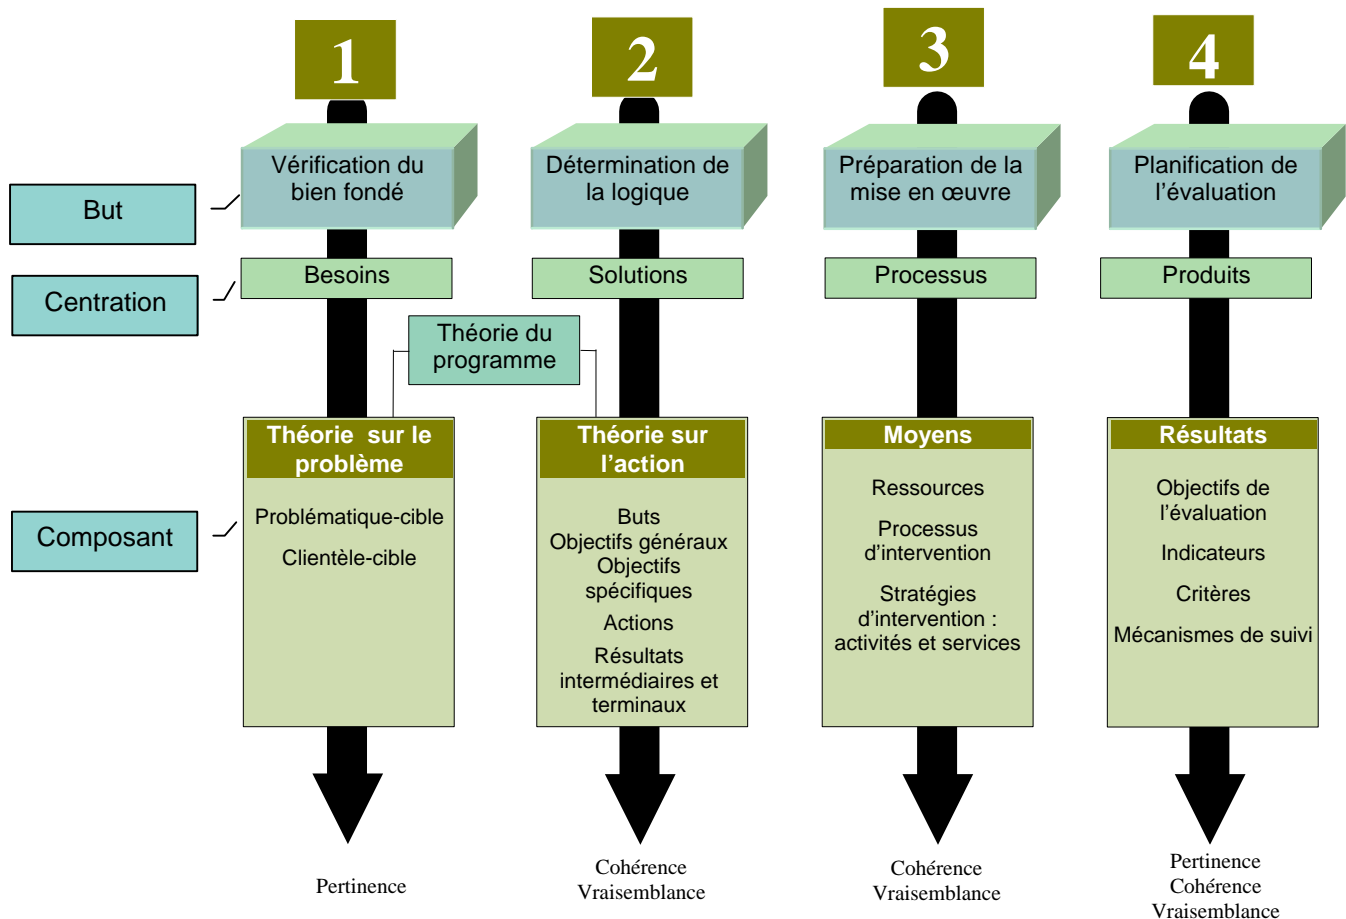 1
2
3
4
Vérification du
bien fondé
Détermination de
la logique
Préparation de la
mise en œuvre
Planification de
l’évaluation
But
Besoins
Solutions
Processus
Produits
Centration
Théorie du
programme
Théorie sur le
problème
Théorie sur
l’action
Moyens
Résultats
Composant
Problématique-cible
Clientèle-cible
Buts
Objectifs généraux
Objectifs
spécifiques
Actions
Résultats
intermédiaires et
terminaux
Ressources
Processus
d’intervention
Stratégies
d’intervention :
activités et services
Objectifs de
l’évaluation
Indicateurs
Critères
Mécanismes de suivi
Pertinence
Cohérence
Vraisemblance
Cohérence
Vraisemblance
Pertinence
Cohérence
Vraisemblance